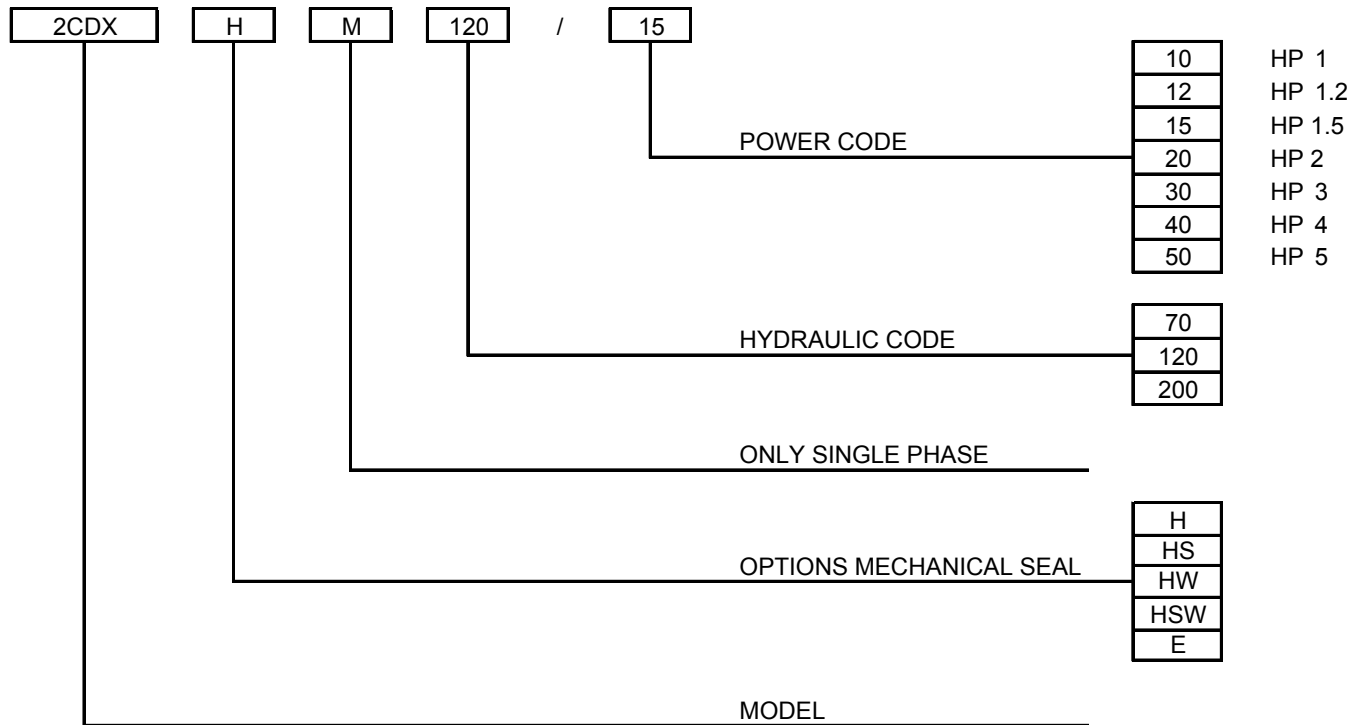 2CDX H M 120 / 15
10 HP 1
12 HP 1.2
15 HP 1.5
POWER CODE
20 HP 2
30 HP 3
40 HP 4
50 HP 5
70
HYDRAULIC CODE
120
200
ONLY SINGLE PHASE
H
HS
OPTIONS MECHANICAL SEAL
HW
HSW
E
MODEL